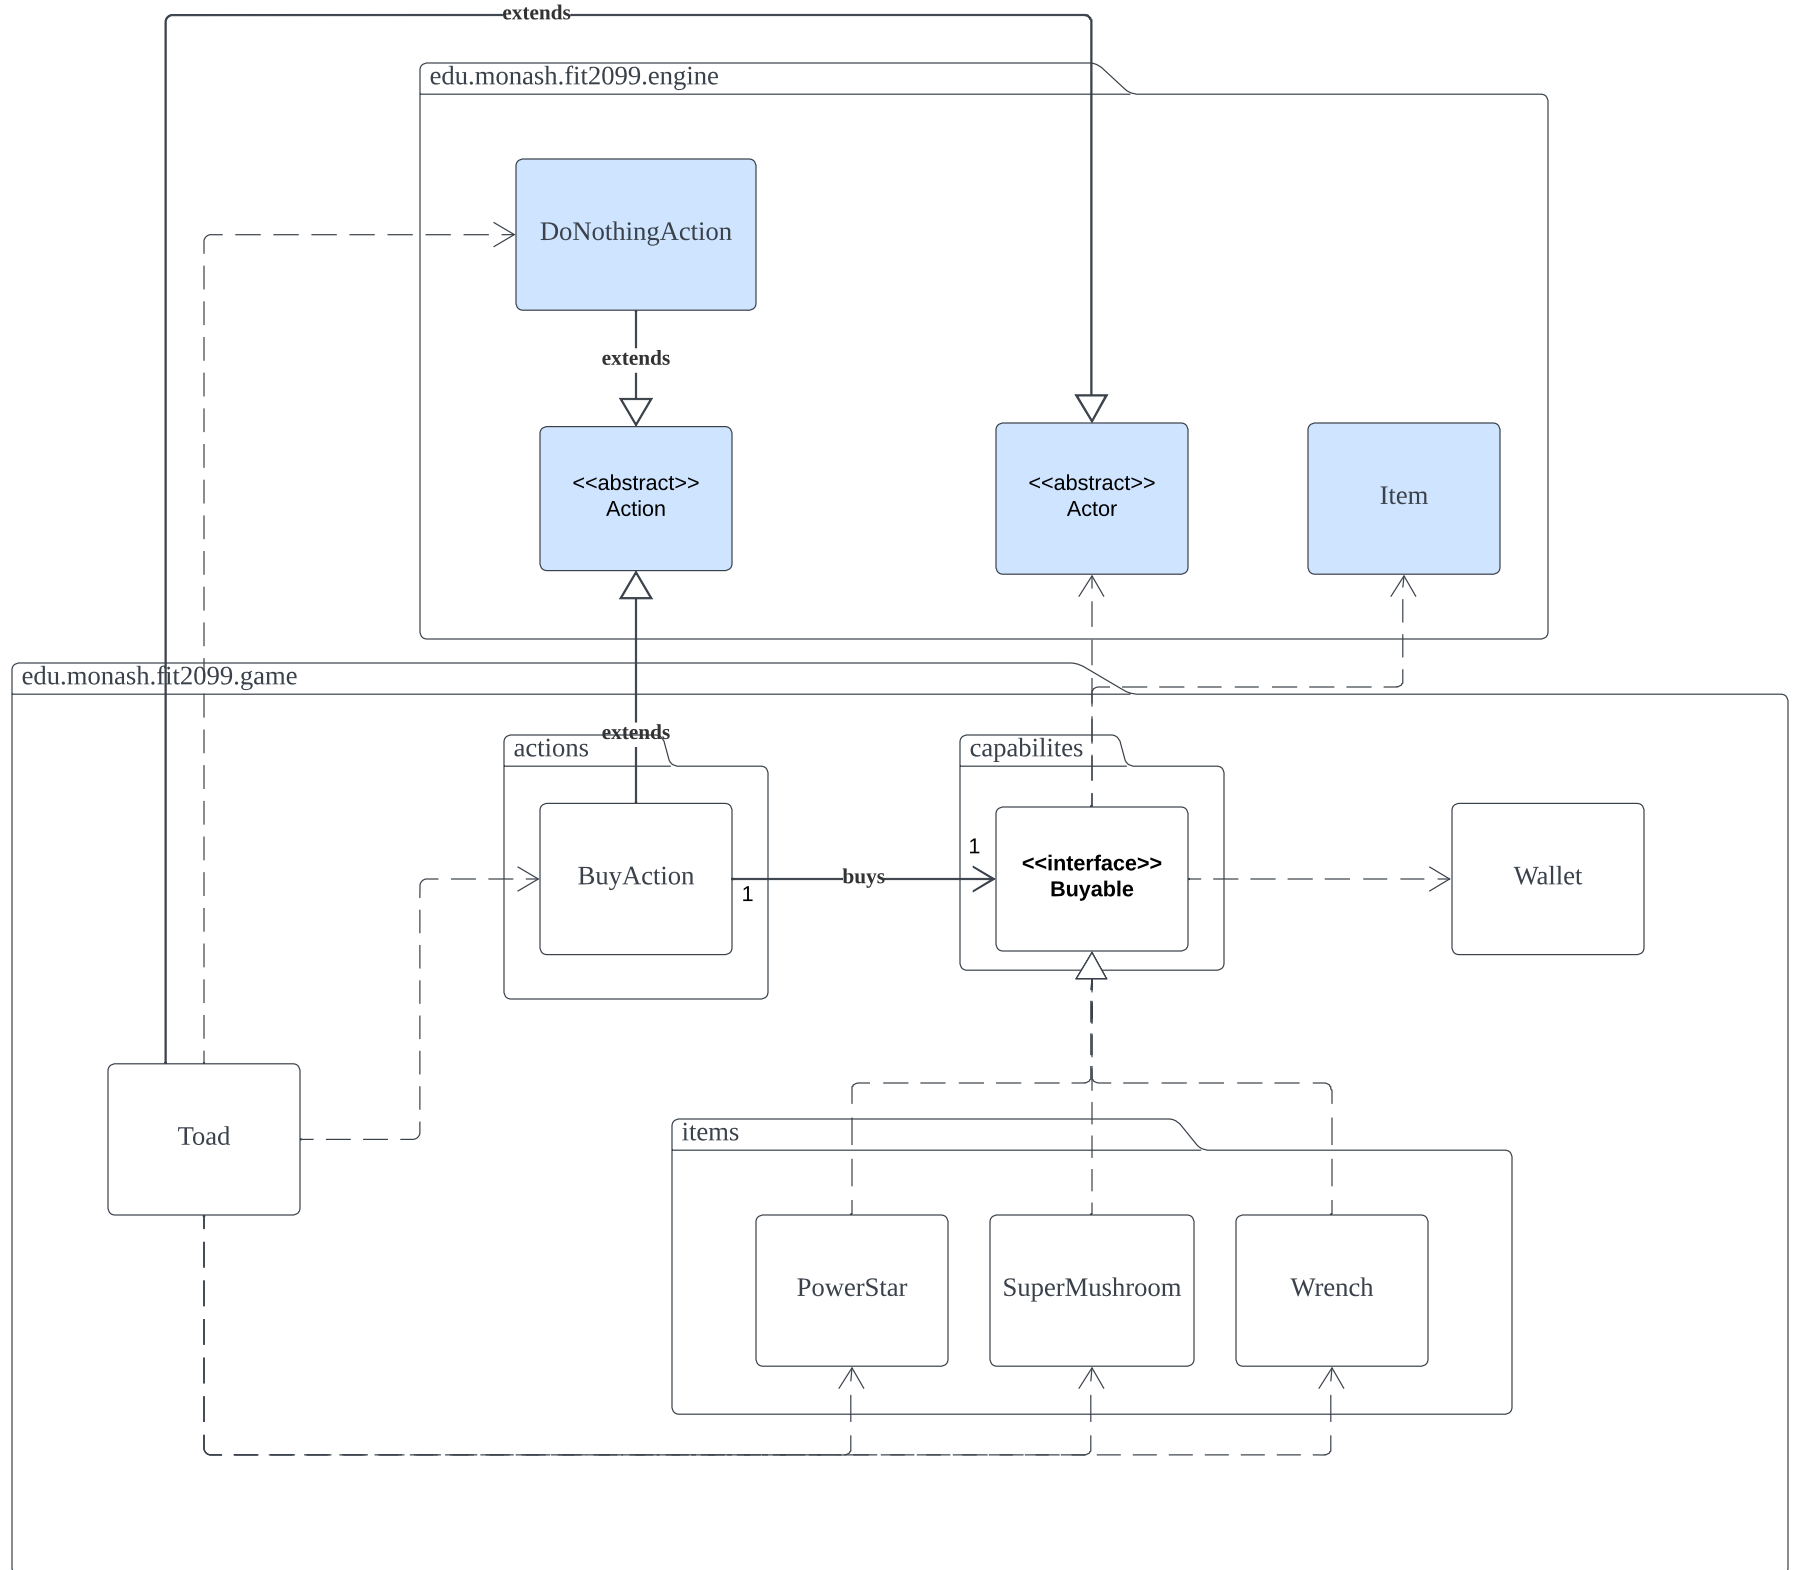 extends
edu.monash.fit2099.engine
DoNothingAction
extends
<<abstract>>
Action
<<abstract>>
Actor
Item
edu.monash.fit2099.game
extends
actions
capabilites
BuyAction
1
buys
1
<<interface>>
Buyable
Wallet
Toad
items
PowerStar
SuperMushroom
Wrench